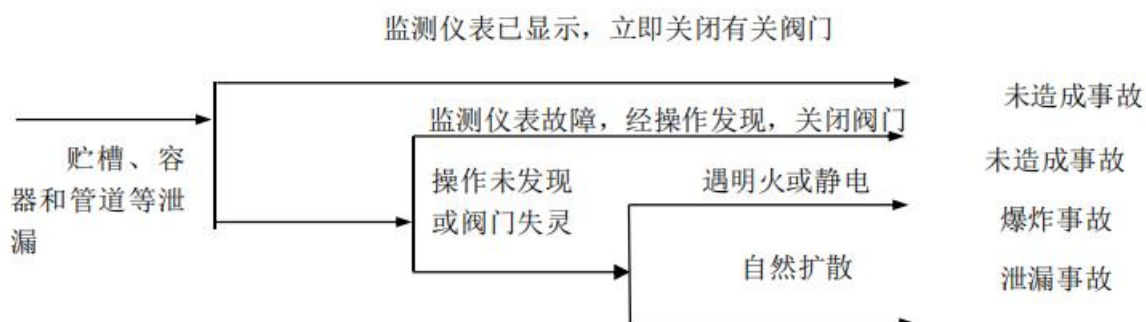 监测仪表已显示，立即关闭有关阀门
未造成事故
监测仪表故障，经操作发现，关闭阀门
贮槽、容
器和管道等泄
漏
未造成事故
操作未发现
或阀门失灵
遇明火或静电
爆炸事故
自然扩散
泄漏事故